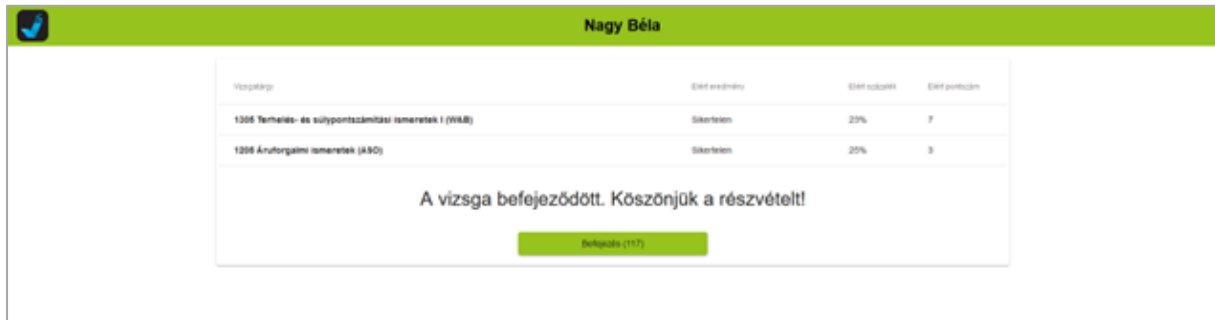 Nagy Béla
Vizsgatárgy Elért eredmény Elért százalék Elért pontszám
1305 Terhelés- és súlypontszámítási ismeretek I (W&B) Sikertelen 23% 7
1205 Áruforgalmi ismeretek (ASO) Sikertelen 25% 3
A vizsga befejeződött. Köszönjük a részvételt!
Befejezés (117)